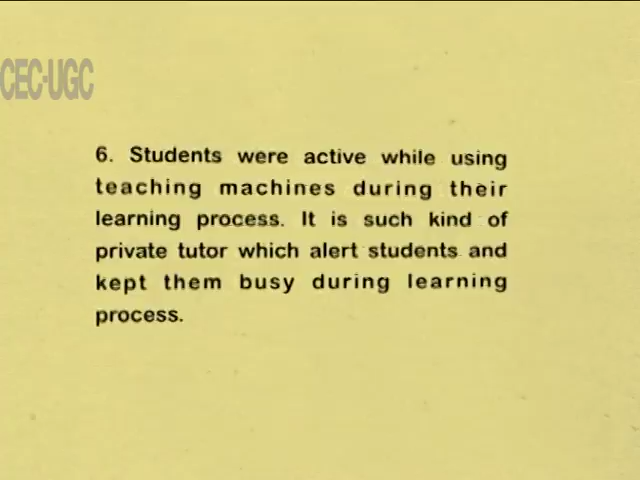 CEC-UGC
6. Students were active while using
teaching machines during their
learning process. It is such kind of
private tutor which alert students and
kept them busy during learning
process.